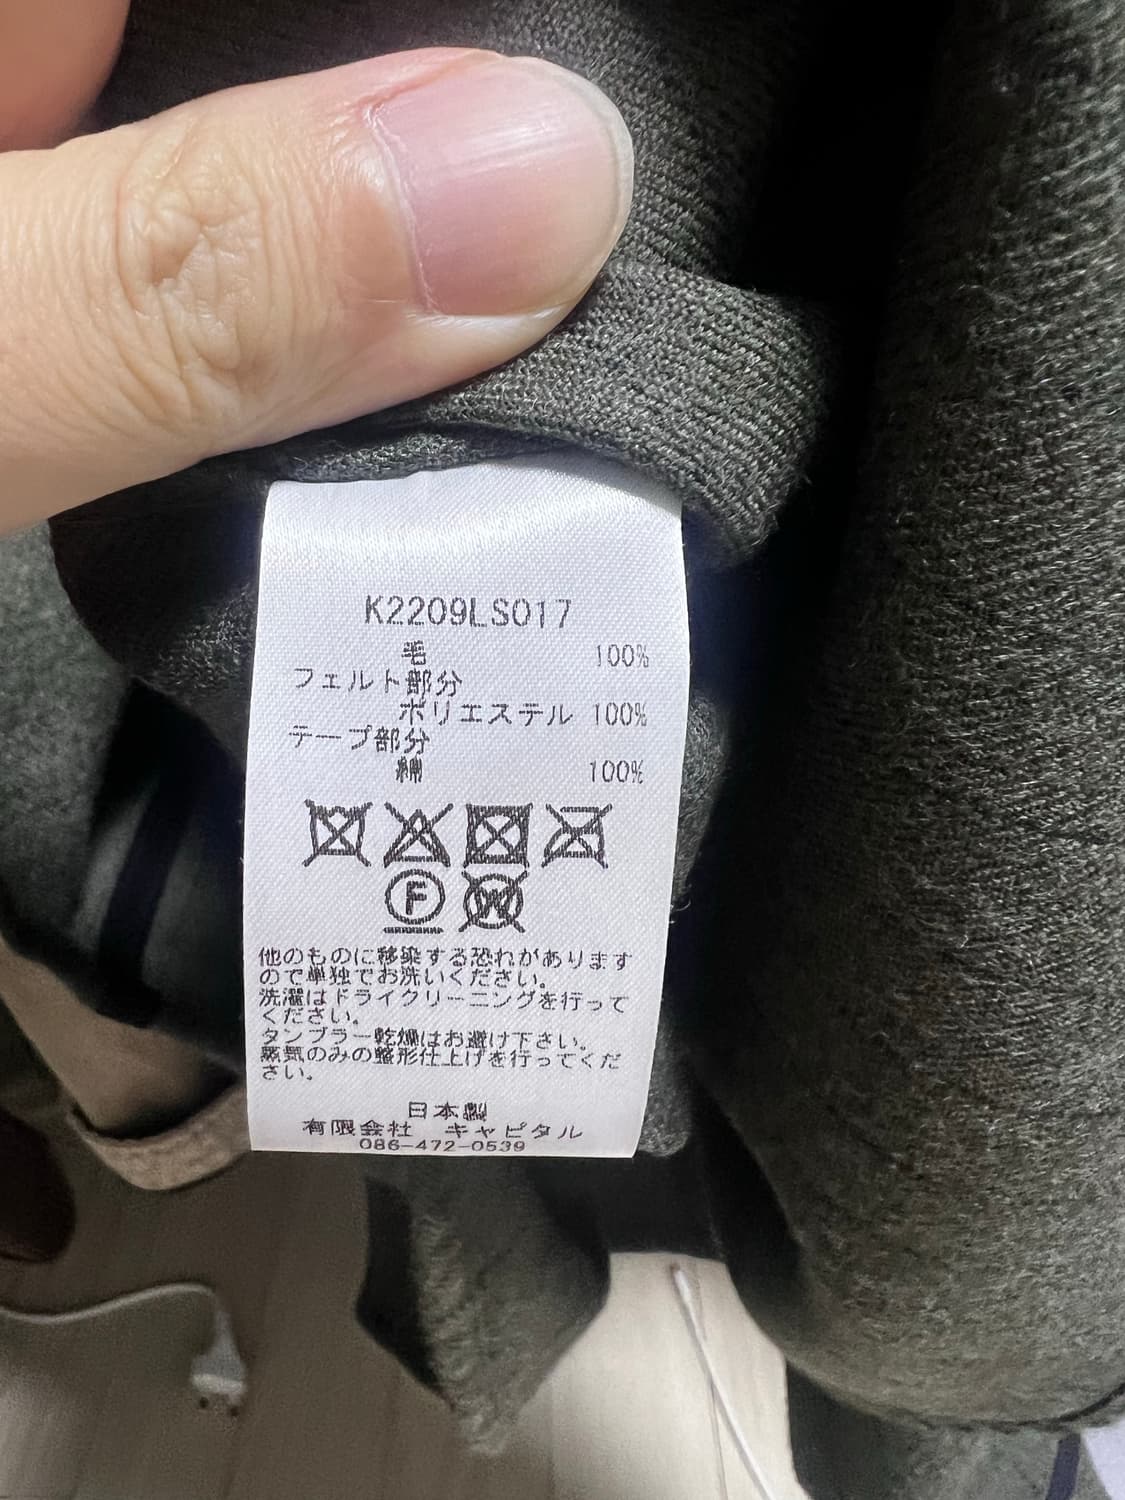 K2209LS017
毛 100%
フェルト部分
ポリエステル 100%
テープ部分
綿 100%
F
W
他のものに移染する恐れがあります
ので単独でお洗いください。
洗濯はドライクリーニングを行って
ください。
タンブラー乾燥はお避け下さい。
蒸気のみの整形仕上げを行ってくだ
さい。
日本製
有限会社 キャピタル
086-472-0539